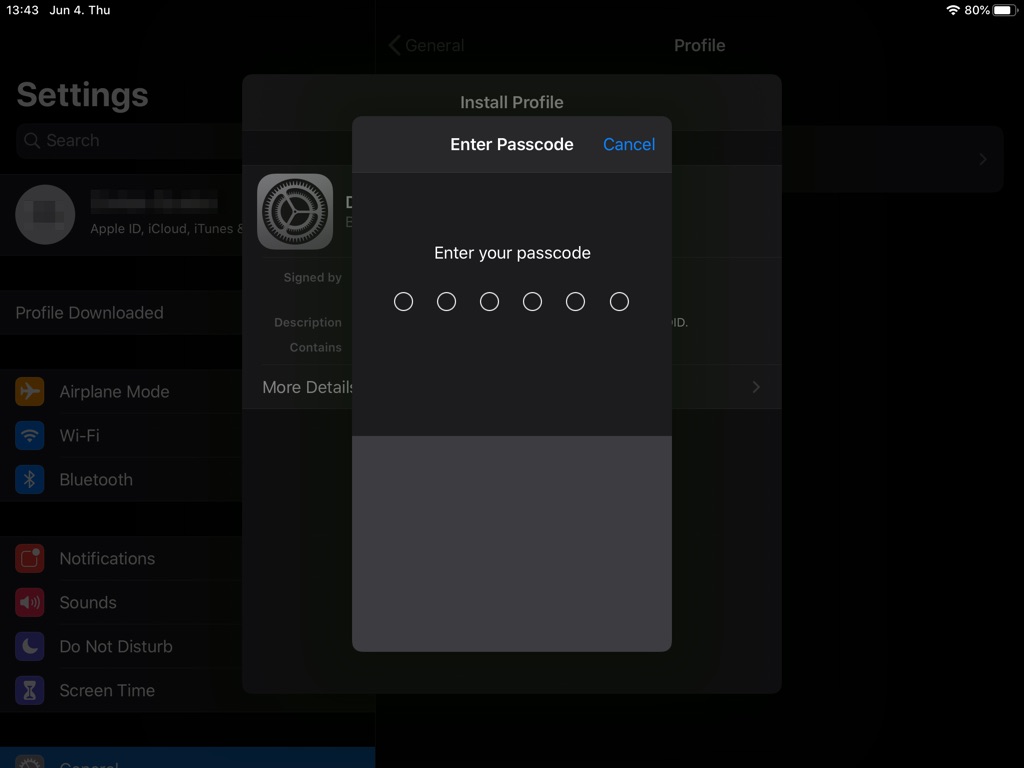 13:43 Jun 4. Thu
80%
Settings
Search
Apple ID, iCloud, iTunes &
Profile Downloaded
Airplane Mode
Wi-Fi
Bluetooth
Notifications
Sounds
Do Not Disturb
Screen Time
General
General
Profile
Install Profile
Signed by
Description
Contains
More Details
Enter Passcode
Cancel
Enter your passcode
ID.